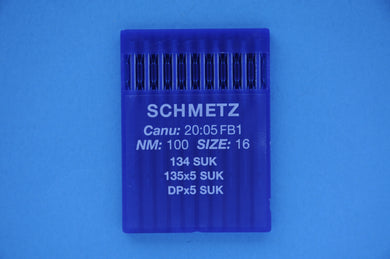 SCHMETZ
Canu: 20:05 FB1
NM: 100 SIZE: 16
134 SUK
135x5 SUK
DPx5 SUK